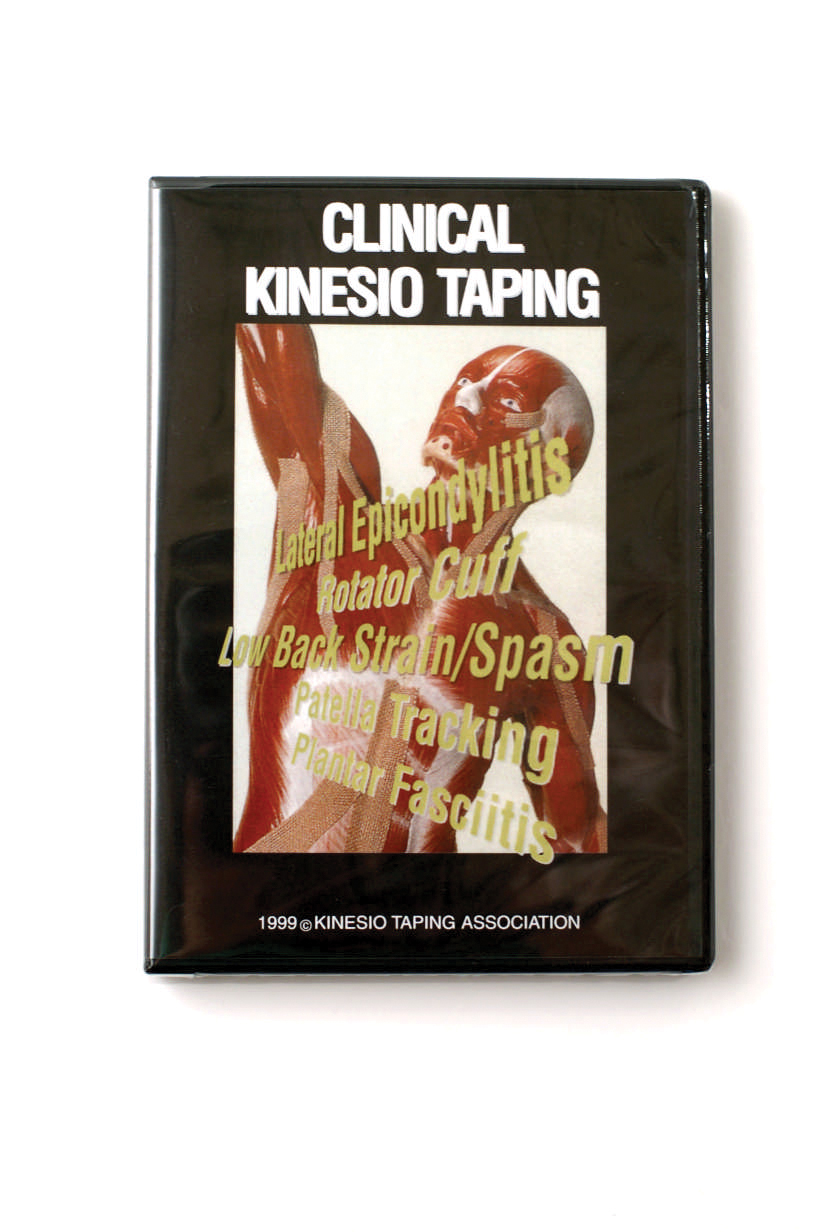 CLINICAL
KINESIO TAPING
Lateral Epicondylitis
Rotator Cuff
Low Back Strain/Spasm
Patella Tracking
Plantar Fasciitis
1999 © KINESIO TAPING ASSOCIATION